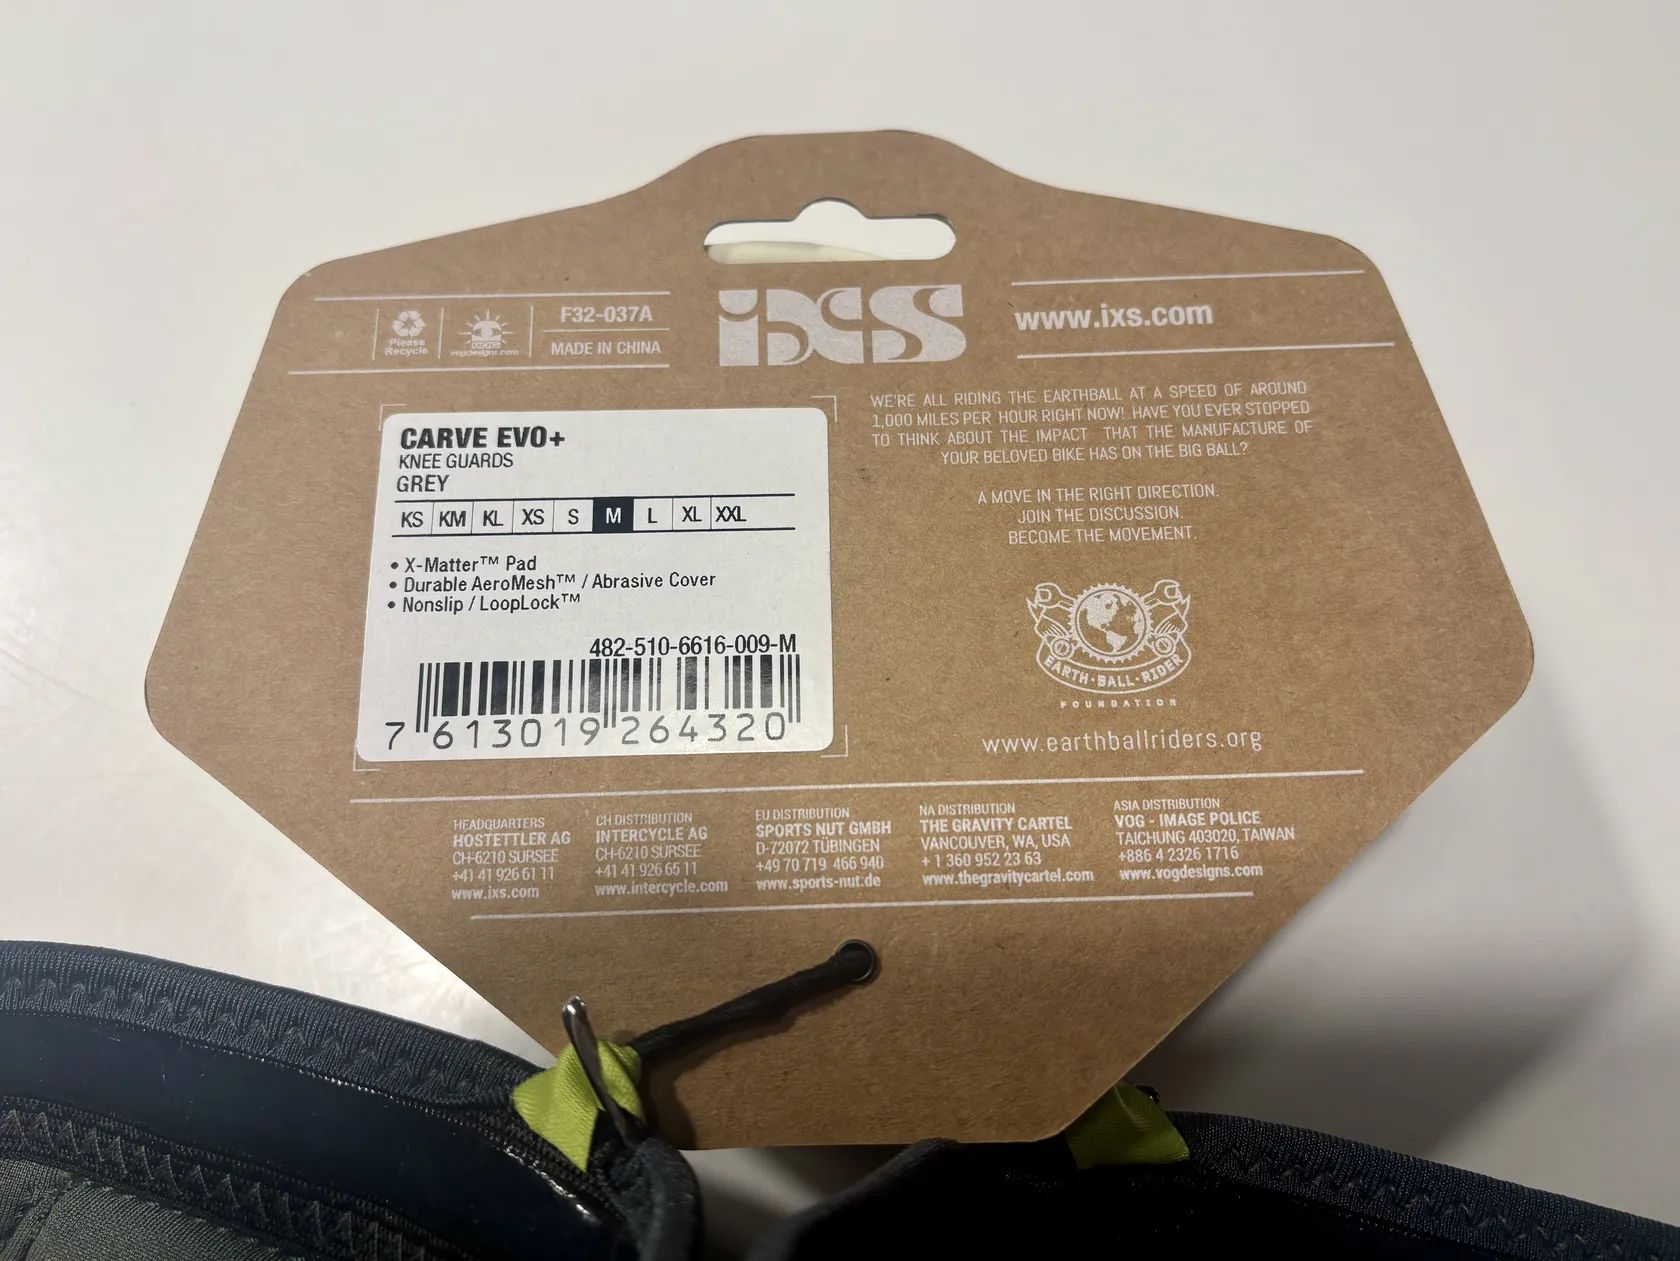 Please
Recycle
vogdesigns.com
F32-037A
MADE IN CHINA
iXS
www.ixs.com
CARVE EVO+
KNEE GUARDS
GREY
KS KM KL XS S M L XL XXL
• X-Matter™ Pad
• Durable AeroMesh™ / Abrasive Cover
• Nonslip / LoopLock™
482-510-6616-009-M
7 613019 264320
WE'RE ALL RIDING THE EARTHBALL AT A SPEED OF AROUND
1,000 MILES PER HOUR RIGHT NOW! HAVE YOU EVER STOPPED
TO THINK ABOUT THE IMPACT THAT THE MANUFACTURE OF
YOUR BELOVED BIKE HAS ON THE BIG BALL?
A MOVE IN THE RIGHT DIRECTION.
JOIN THE DISCUSSION.
BECOME THE MOVEMENT.
EARTH·BALL·RIDER
FOUNDATION
www.earthballriders.org
HEADQUARTERS
HOSTETTLER AG
CH-6210 SURSEE
+41 41 926 61 11
www.ixs.com
CH DISTRIBUTION
INTERCYCLE AG
CH-6210 SURSEE
+41 41 926 65 11
www.intercycle.com
EU DISTRIBUTION
SPORTS NUT GMBH
D-72072 TÜBINGEN
+49 70 719 466 940
www.sports-nut.de
NA DISTRIBUTION
THE GRAVITY CARTEL
VANCOUVER, WA, USA
+ 1 360 952 23 63
www.thegravitycartel.com
ASIA DISTRIBUTION
VOG - IMAGE POLICE
TAICHUNG 403020, TAIWAN
+886 4 2326 1716
www.vogdesigns.com